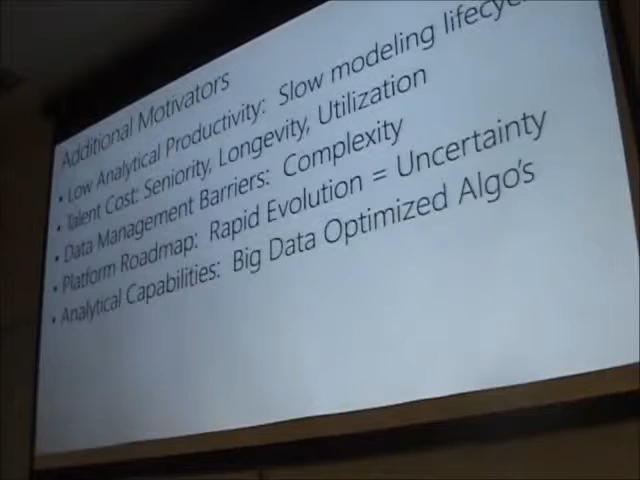 Additional Motivators
• Low Analytical Productivity: Slow modeling
• Talent Cost: Seniority, Longevity, Utilization
• Data Management Barriers: Complexity
• Platform Roadmap: Rapid Evolution = Uncertainty
• Analytical Capabilities: Big Data Optimized Algo's